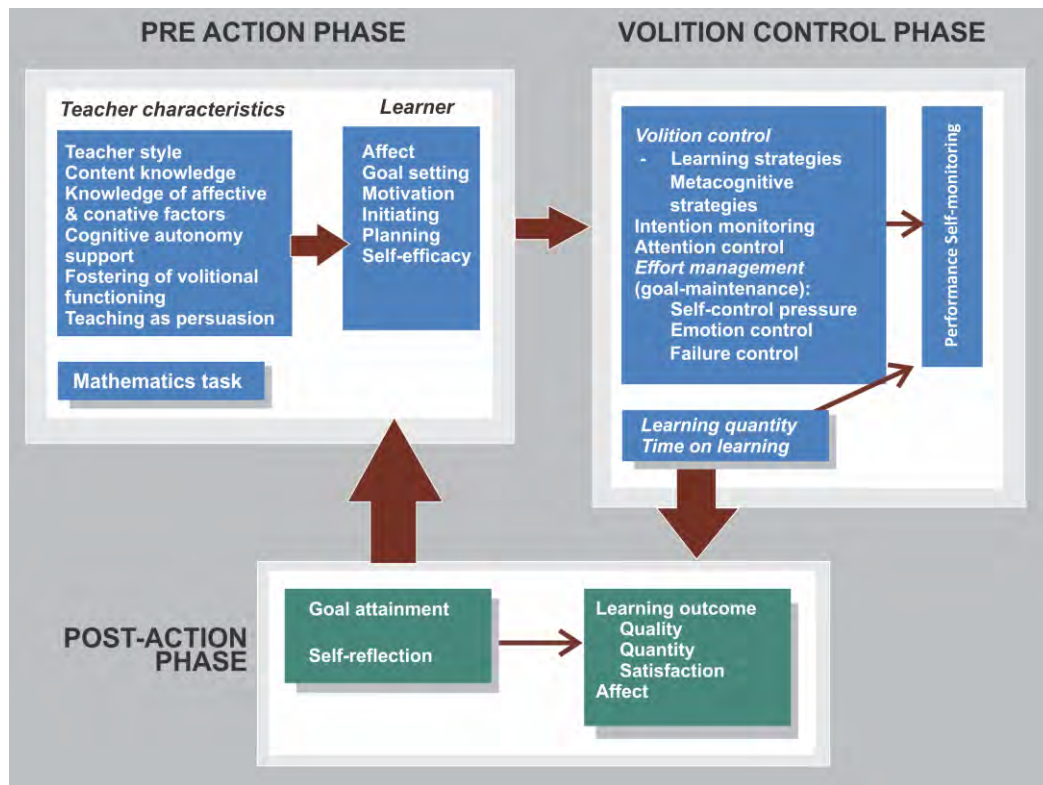 PRE ACTION PHASE
Teacher characteristics
Teacher style
Content knowledge
Knowledge of affective
& conative factors
Cognitive autonomy
support
Fostering of volitional
functioning
Teaching as persuasion
Learner
Affect
Goal setting
Motivation
Initiating
Planning
Self-efficacy
Mathematics task
VOLITION CONTROL PHASE
Volition control
- Learning strategies
Metacognitive
strategies
Intention monitoring
Attention control
Effort management
(goal-maintenance):
Self-control pressure
Emotion control
Failure control
Performance Self-monitoring
Learning quantity
Time on learning
POST-ACTION
PHASE
Goal attainment
Self-reflection
Learning outcome
Quality
Quantity
Satisfaction
Affect